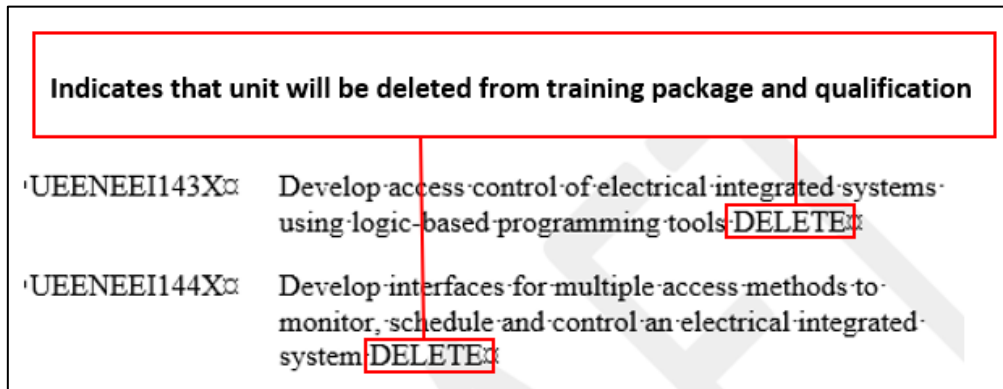 Indicates that unit will be deleted from training package and qualification
UEENEEI143X¤ Develop·access·control·of·electrical·integrated·systems·
using·logic-based·programming·tools·DELETE¤
UEENEEI144X¤ Develop·interfaces·for·multiple·access·methods·to·
monitor,·schedule·and·control·an·electrical·integrated·
system·DELETE¤